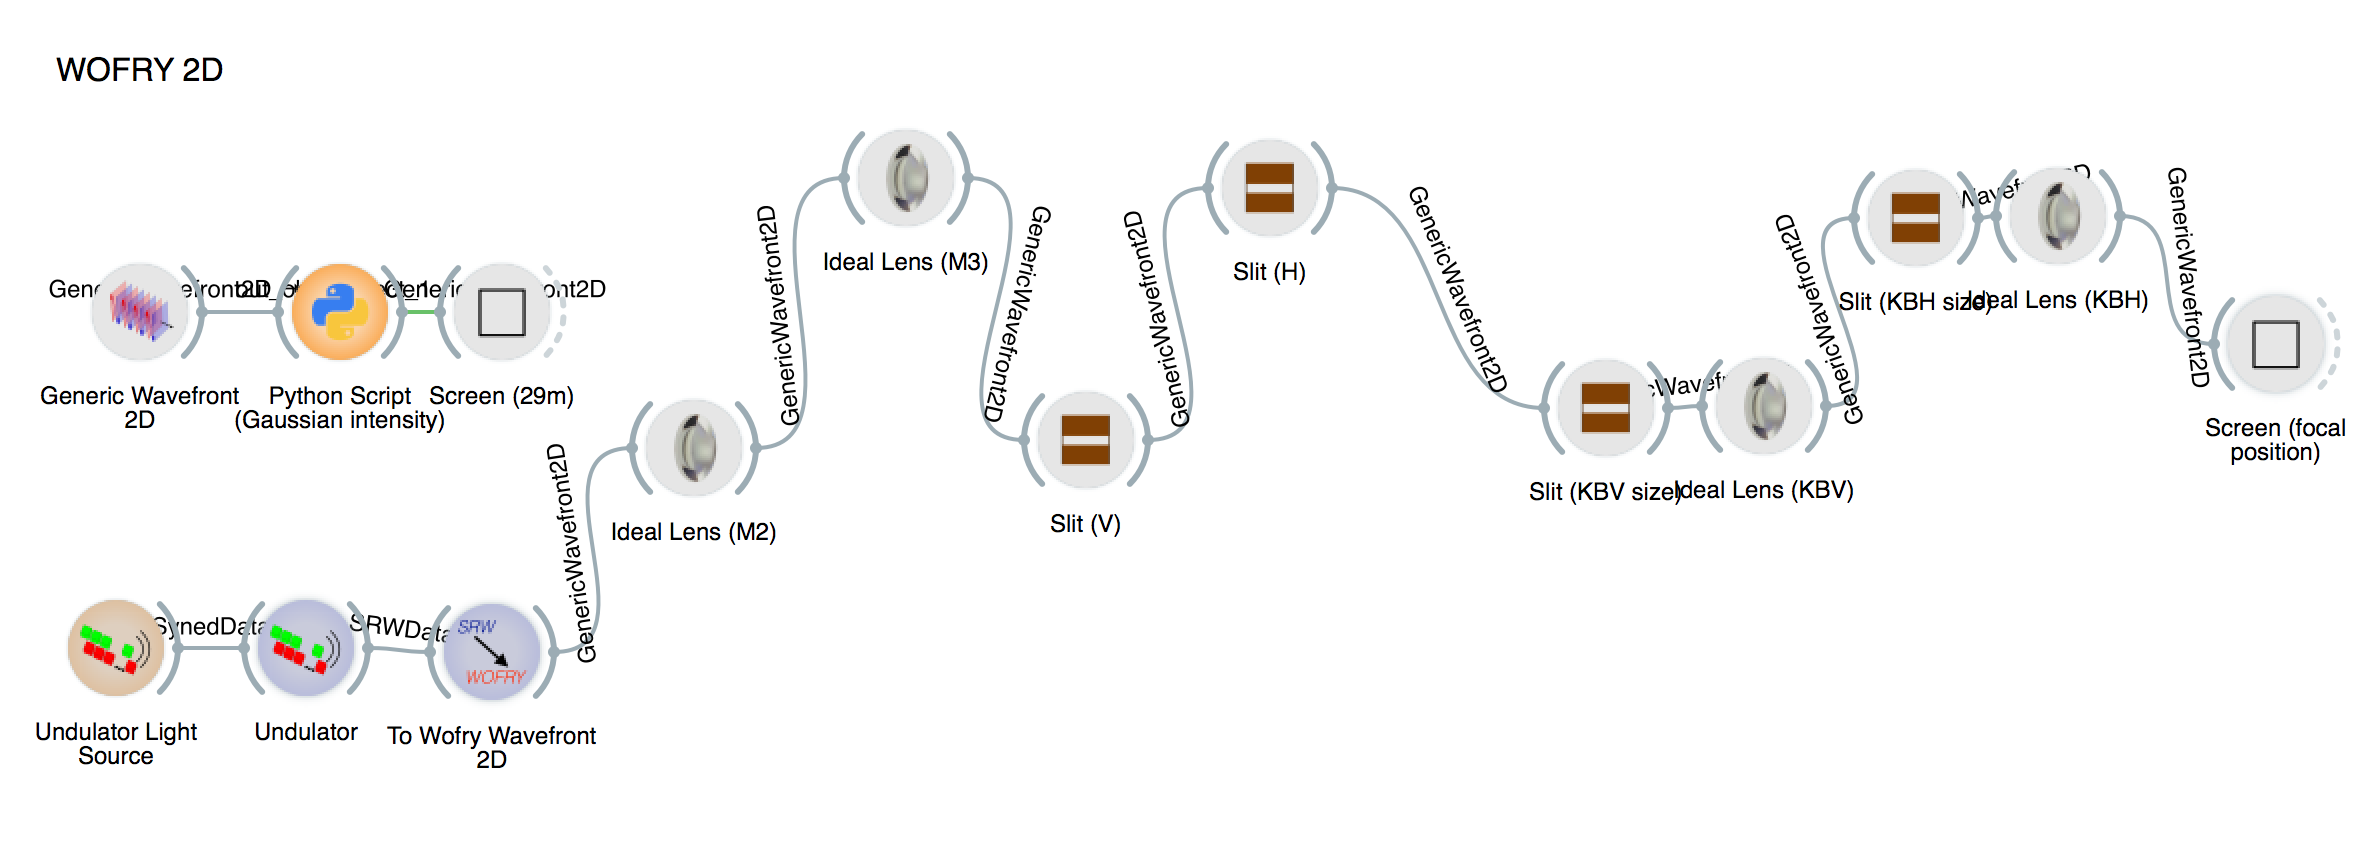 WOFRY 2D
Generic Wavefront
2D
Python Script
(Gaussian intensity)
Screen (29m)
GenericWavefront2D
Ideal Lens (M2)
GenericWavefront2D
Ideal Lens (M3)
GenericWavefront2D
Slit (V)
GenericWavefront2D
Slit (H)
GenericWavefront2D
Slit (KBV size)
Ideal Lens (KBV)
GenericWavefront2D
Slit (KBH size)
Ideal Lens (KBH)
GenericWavefront2D
Screen (focal
position)
SynedData
SRWData
SRW
WOFRY
Undulator Light
Source
Undulator
To Wofry Wavefront
2D